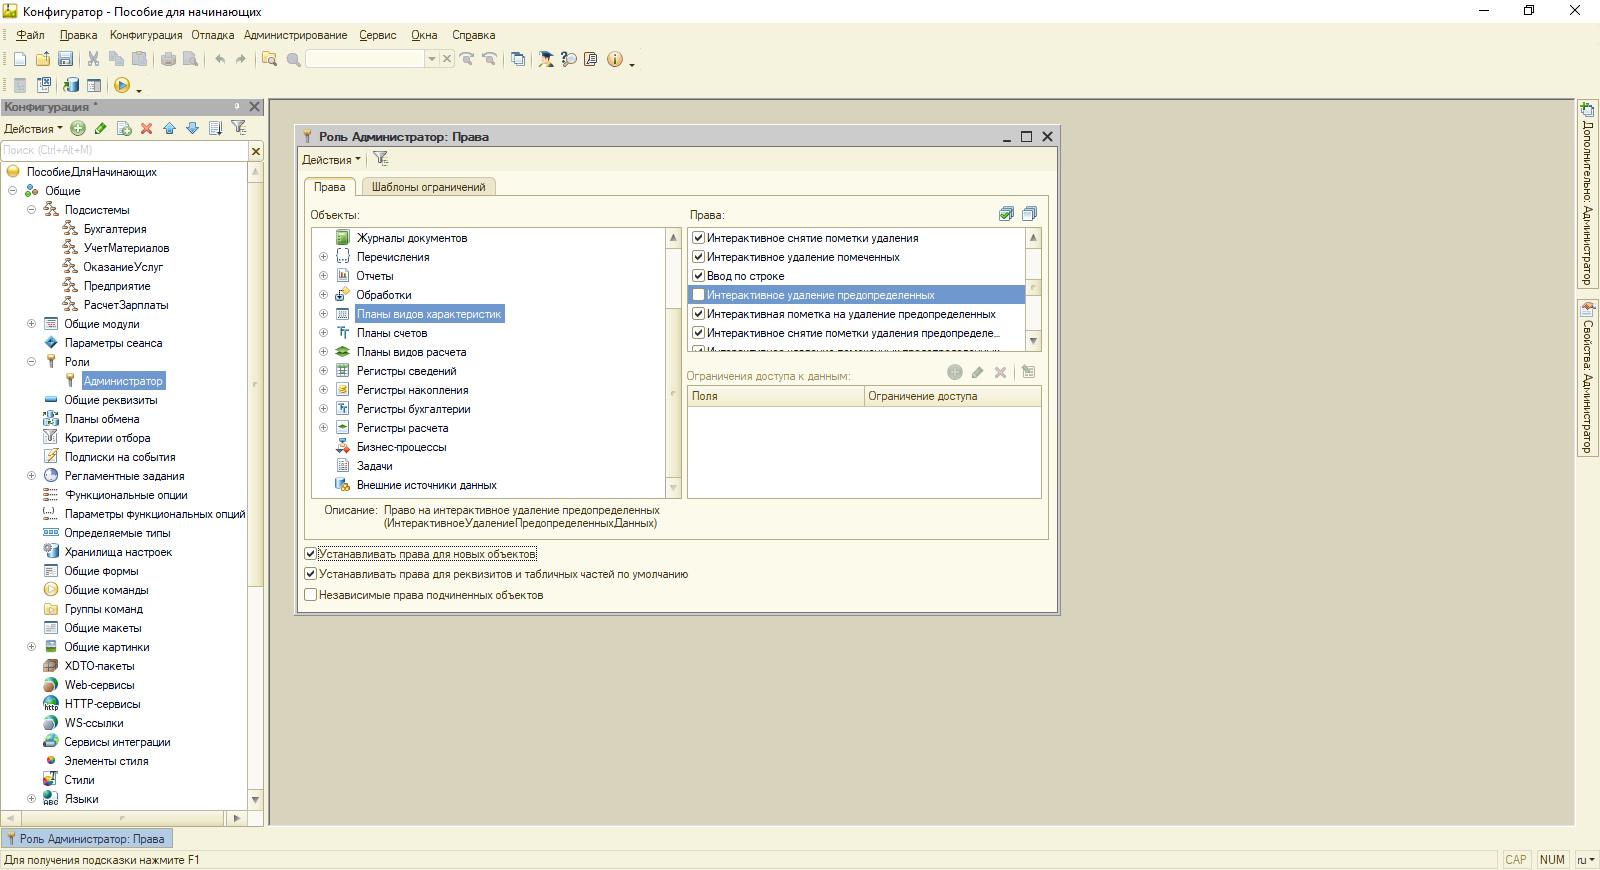 Конфигуратор - Пособие для начинающих
Файл Правка Конфигурация Отладка Администрирование Сервис Окна Справка
Конфигурация *
Действия
Поиск (Ctrl+Alt+M)
ПособиеДляНачинающих
Общие
Подсистемы
Бухгалтерия
УчетМатериалов
ОказаниеУслуг
Предприятие
РасчетЗарплаты
Общие модули
Параметры сеанса
Роли
Администратор
Общие реквизиты
Планы обмена
Критерии отбора
Подписки на события
Регламентные задания
Функциональные опции
Параметры функциональных опций
Определяемые типы
Хранилища настроек
Общие формы
Общие команды
Группы команд
Общие макеты
Общие картинки
XDTO-пакеты
Web-сервисы
HTTP-сервисы
WS-ссылки
Сервисы интеграции
Элементы стиля
Стили
Языки
Роль Администратор: Права
Действия
Права Шаблоны ограничений
Объекты:
Журналы документов
Перечисления
Отчеты
Обработки
Планы видов характеристик
Планы счетов
Планы видов расчета
Регистры сведений
Регистры накопления
Регистры бухгалтерии
Регистры расчета
Бизнес-процессы
Задачи
Внешние источники данных
Права:
Интерактивное снятие пометки удаления
Интерактивное удаление помеченных
Ввод по строке
Интерактивное удаление предопределенных
Интерактивная пометка на удаление предопределенных
Интерактивное снятие пометки удаления предопределе...
Ограничения доступа к данным:
Поля Ограничение доступа
Описание: Право на интерактивное удаление предопределенных
(ИнтерактивноеУдалениеПредопределенныхДанных)
Устанавливать права для новых объектов
Устанавливать права для реквизитов и табличных частей по умолчанию
Независимые права подчиненных объектов
Дополнительно: Администратор
Свойства: Администратор
Роль Администратор: Права
Для получения подсказки нажмите F1
CAP NUM ru